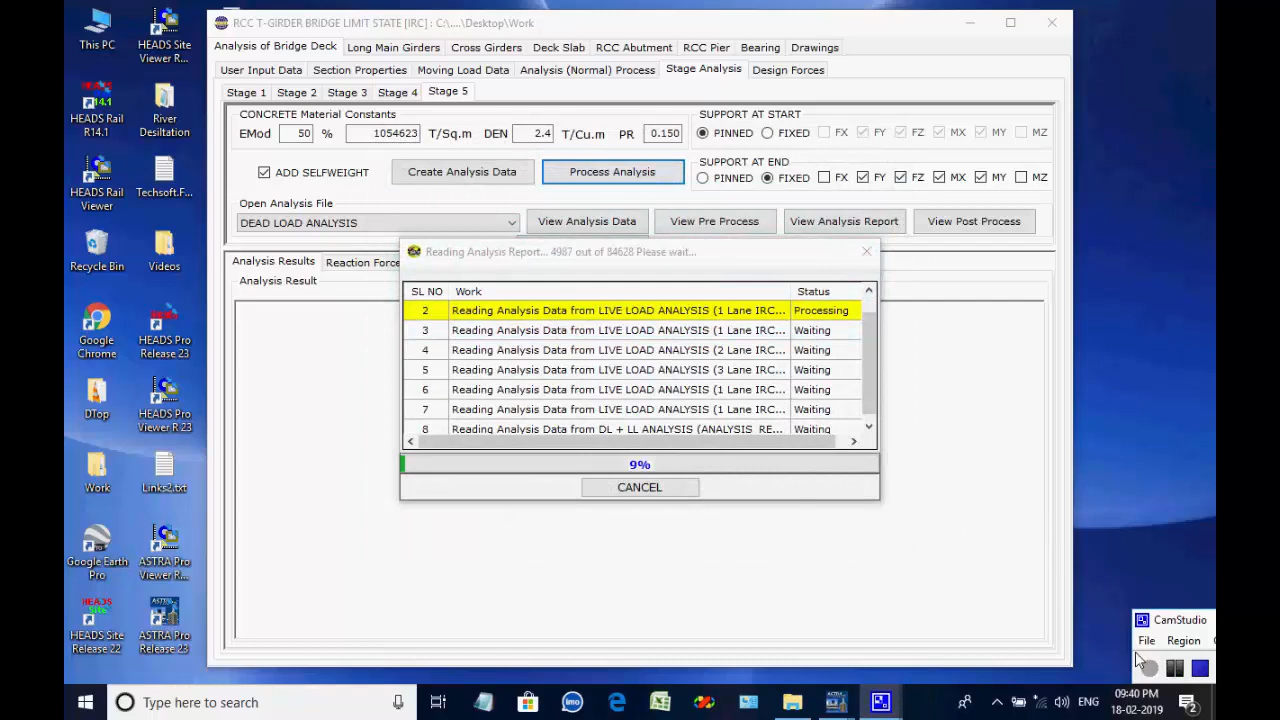 This PC
HEADS Site
Viewer R...
HEADS Rail
R14.1
River
Desiltation
HEADS Rail
Viewer
Techsoft.F...
Recycle Bin
Videos
Google
Chrome
HEADS Pro
Release 23
DTop
HEADS Pro
Viewer R 23
Work
Links2.txt
Google Earth
Pro
ASTRA Pro
Viewer R...
HEADS Site
Release 22
ASTRA Pro
Release 23
RCC T-GIRDER BRIDGE LIMIT STATE [IRC] : C:\....\Desktop\Work
Analysis of Bridge Deck Long Main Girders Cross Girders Deck Slab RCC Abutment RCC Pier Bearing Drawings
User Input Data Section Properties Moving Load Data Analysis (Normal) Process Stage Analysis Design Forces
Stage 1 Stage 2 Stage 3 Stage 4 Stage 5
CONCRETE Material Constants
EMod 50 % 1054623 T/Sq.m DEN 2.4 T/Cu.m PR 0.150
SUPPORT AT START
PINNED FIXED FX FY FZ MX MY MZ
ADD SELFWEIGHT Create Analysis Data Process Analysis
SUPPORT AT END
PINNED FIXED FX FY FZ MX MY MZ
Open Analysis File
DEAD LOAD ANALYSIS View Analysis Data View Pre Process View Analysis Report View Post Process
Analysis Results Reaction Force
Analysis Result
Reading Analysis Report... 4987 out of 84628 Please wait...
SL NO Work Status
2 Reading Analysis Data from LIVE LOAD ANALYSIS (1 Lane IRC... Processing
3 Reading Analysis Data from LIVE LOAD ANALYSIS (1 Lane IRC... Waiting
4 Reading Analysis Data from LIVE LOAD ANALYSIS (2 Lane IRC... Waiting
5 Reading Analysis Data from LIVE LOAD ANALYSIS (3 Lane IRC... Waiting
6 Reading Analysis Data from LIVE LOAD ANALYSIS (1 Lane IRC... Waiting
7 Reading Analysis Data from LIVE LOAD ANALYSIS (1 Lane IRC... Waiting
8 Reading Analysis Data from DL + LL ANALYSIS (ANALYSIS_RE... Waiting
9%
CANCEL
CamStudio
File Region
Type here to search
ENG
09:40 PM
18-02-2019
2